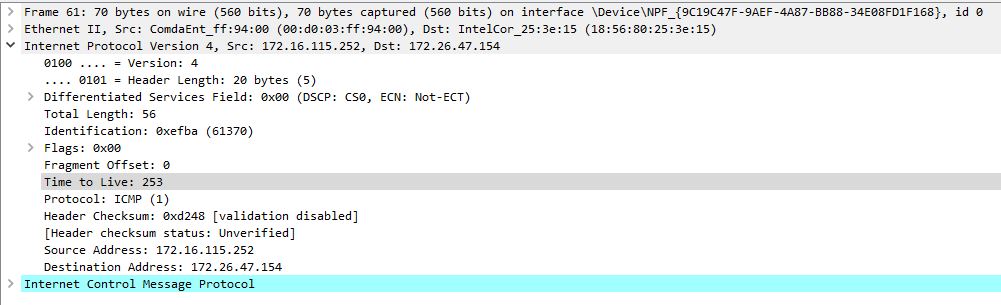 Frame 61: 70 bytes on wire (560 bits), 70 bytes captured (560 bits) on interface \Device\NPF_{9C19C47F-9AEF-4A87-BB88-34E08FD1F168}, id 0
Ethernet II, Src: ComdaEnt_ff:94:00 (00:d0:03:ff:94:00), Dst: IntelCor_25:3e:15 (18:56:80:25:3e:15)
Internet Protocol Version 4, Src: 172.16.115.252, Dst: 172.26.47.154
0100 .... = Version: 4
.... 0101 = Header Length: 20 bytes (5)
Differentiated Services Field: 0x00 (DSCP: CS0, ECN: Not-ECT)
Total Length: 56
Identification: 0xefba (61370)
Flags: 0x00
Fragment Offset: 0
Time to Live: 253
Protocol: ICMP (1)
Header Checksum: 0xd248 [validation disabled]
[Header checksum status: Unverified]
Source Address: 172.16.115.252
Destination Address: 172.26.47.154
Internet Control Message Protocol